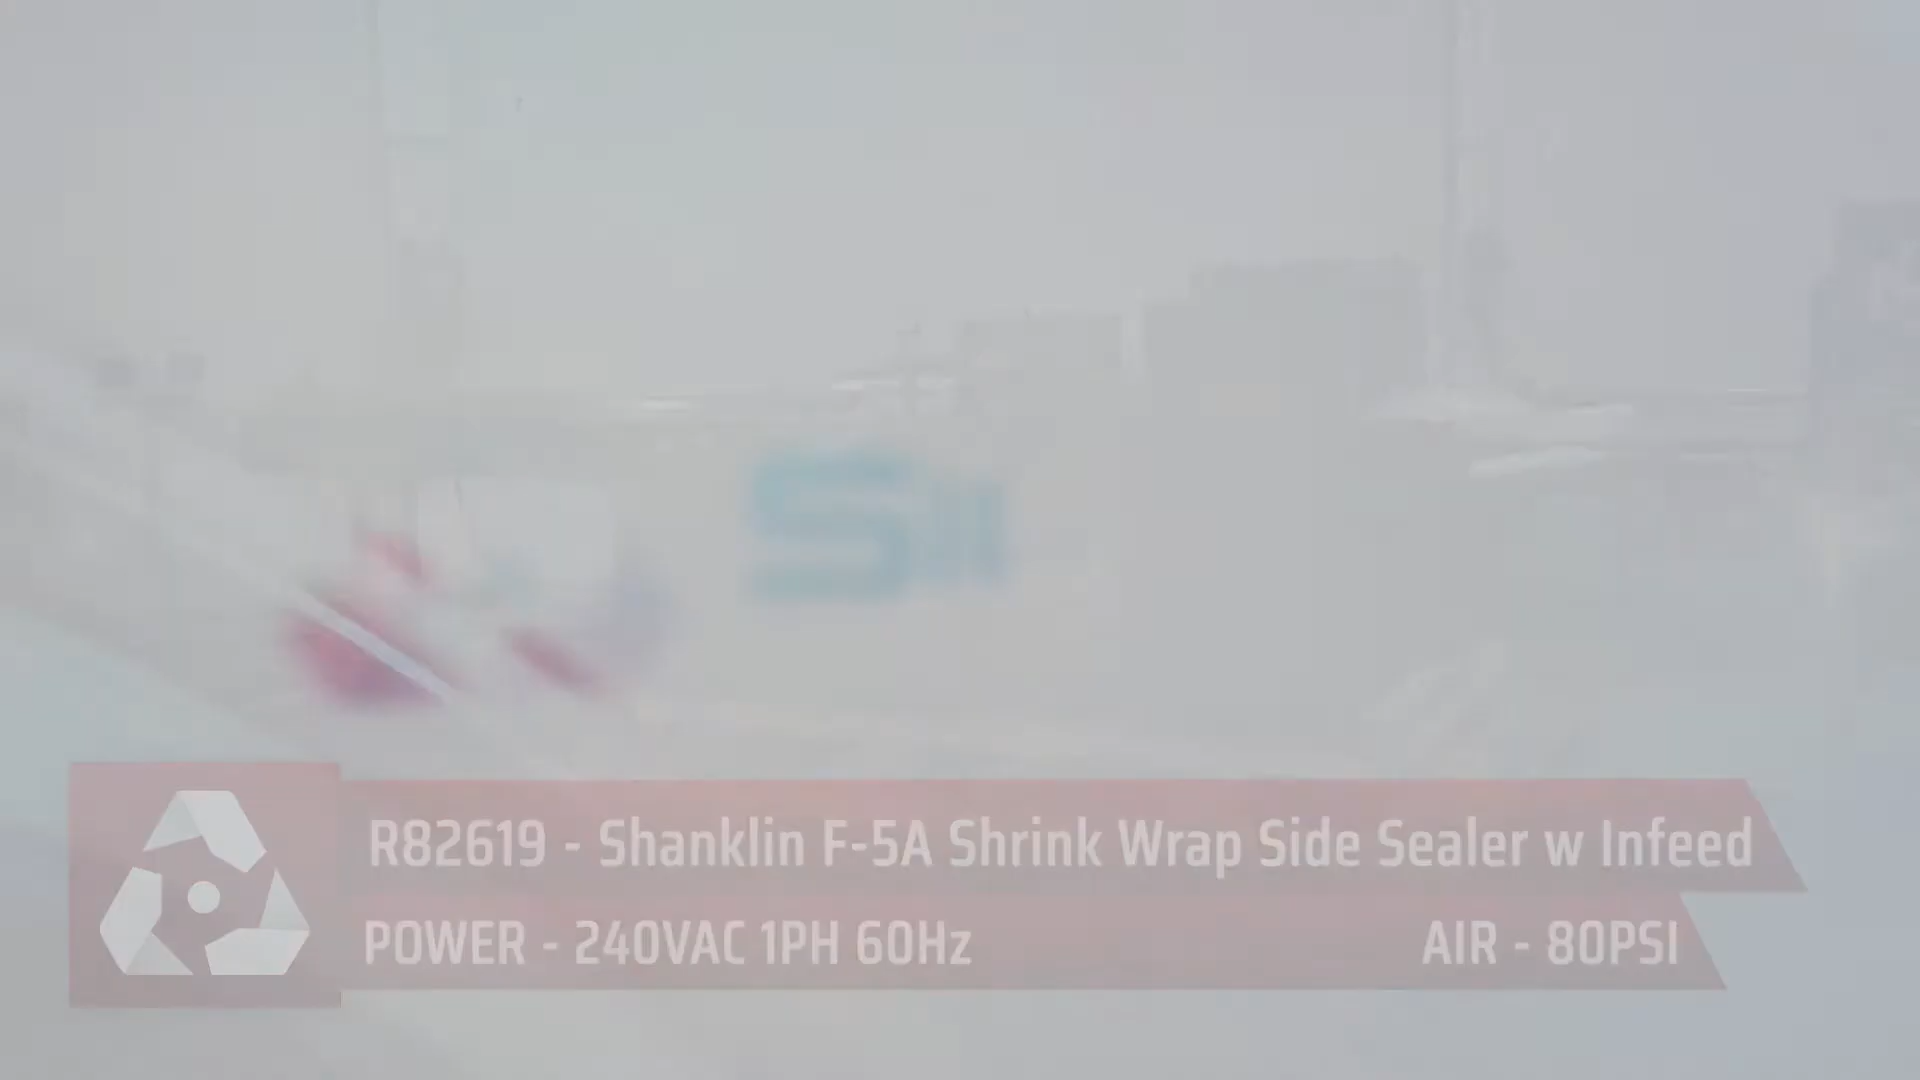 R82619 - Shanklin F-5A Shrink Wrap Side Sealer w Infeed
POWER - 240VAC 1PH 60Hz
AIR - 80PSI